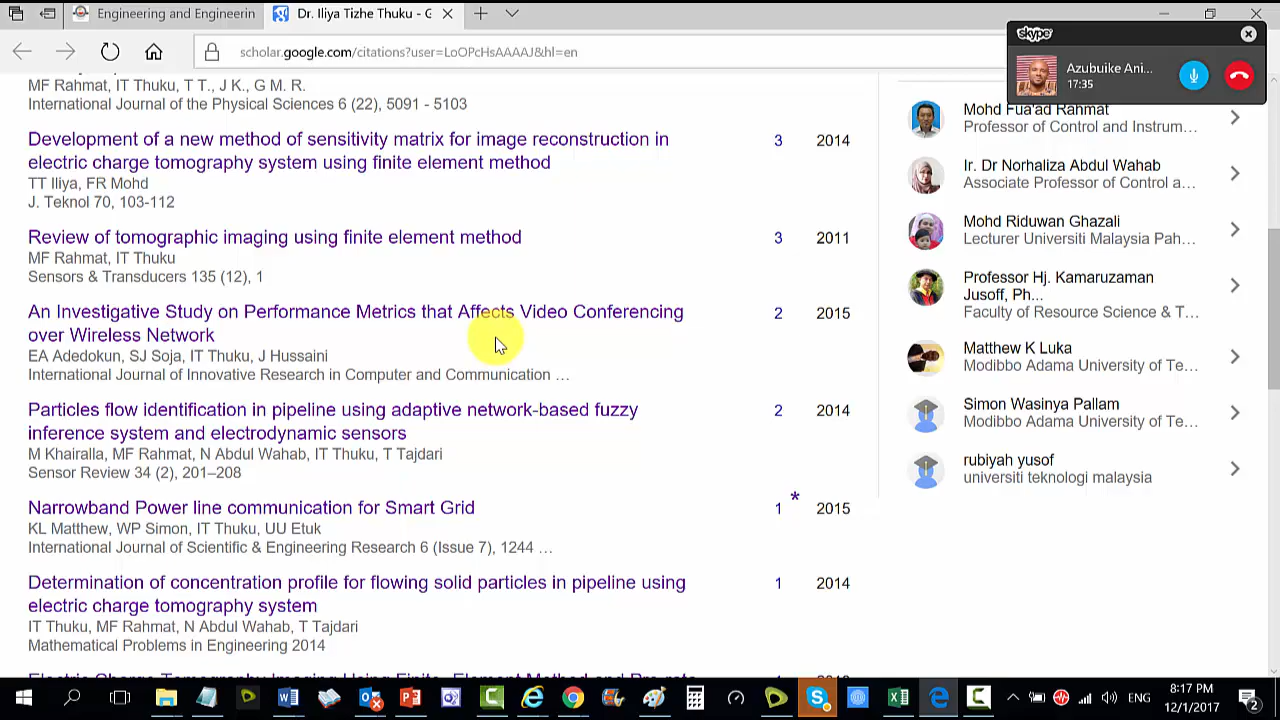 Engineering and Engineerin
Dr. Iliya Tizhe Thuku - G
scholar.google.com/citations?user=LoOPcHsAAAAJ&hl=en
skype
Azubuike Ani...
17:35
MF Rahmat, IT Thuku, T T., J K., G M. R.
International Journal of the Physical Sciences 6 (22), 5091 - 5103
Development of a new method of sensitivity matrix for image reconstruction in 3 2014
electric charge tomography system using finite element method
TT Iliya, FR Mohd
J. Teknol 70, 103-112
Review of tomographic imaging using finite element method 3 2011
MF Rahmat, IT Thuku
Sensors & Transducers 135 (12), 1
An Investigative Study on Performance Metrics that Affects Video Conferencing 2 2015
over Wireless Network
EA Adedokun, SJ Soja, IT Thuku, J Hussaini
International Journal of Innovative Research in Computer and Communication ...
Particles flow identification in pipeline using adaptive network-based fuzzy 2 2014
inference system and electrodynamic sensors
M Khairalla, MF Rahmat, N Abdul Wahab, IT Thuku, T Tajdari
Sensor Review 34 (2), 201–208
Narrowband Power line communication for Smart Grid 1 * 2015
KL Matthew, WP Simon, IT Thuku, UU Etuk
International Journal of Scientific & Engineering Research 6 (Issue 7), 1244 ...
Determination of concentration profile for flowing solid particles in pipeline using 1 2014
electric charge tomography system
IT Thuku, MF Rahmat, N Abdul Wahab, T Tajdari
Mathematical Problems in Engineering 2014
Mohd Fua'ad Rahmat
Professor of Control and Instrum...
Ir. Dr Norhaliza Abdul Wahab
Associate Professor of Control a...
Mohd Riduwan Ghazali
Lecturer Universiti Malaysia Pah...
Professor Hj. Kamaruzaman
Jusoff, Ph...
Faculty of Resource Science & T...
Matthew K Luka
Modibbo Adama University of Te...
Simon Wasinya Pallam
Modibbo Adama University of Te...
rubiyah yusof
universiti teknologi malaysia
ENG
8:17 PM
12/1/2017
2